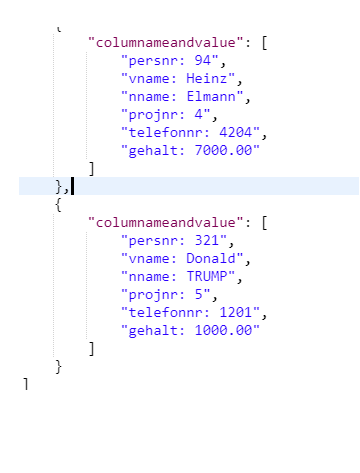 {
"columnameandvalue": [
"persnr: 94",
"vname: Heinz",
"nname: Elmann",
"projnr: 4",
"telefonnr: 4204",
"gehalt: 7000.00"
]
},
{
"columnameandvalue": [
"persnr: 321",
"vname: Donald",
"nname: TRUMP",
"projnr: 5",
"telefonnr: 1201",
"gehalt: 1000.00"
]
}
]